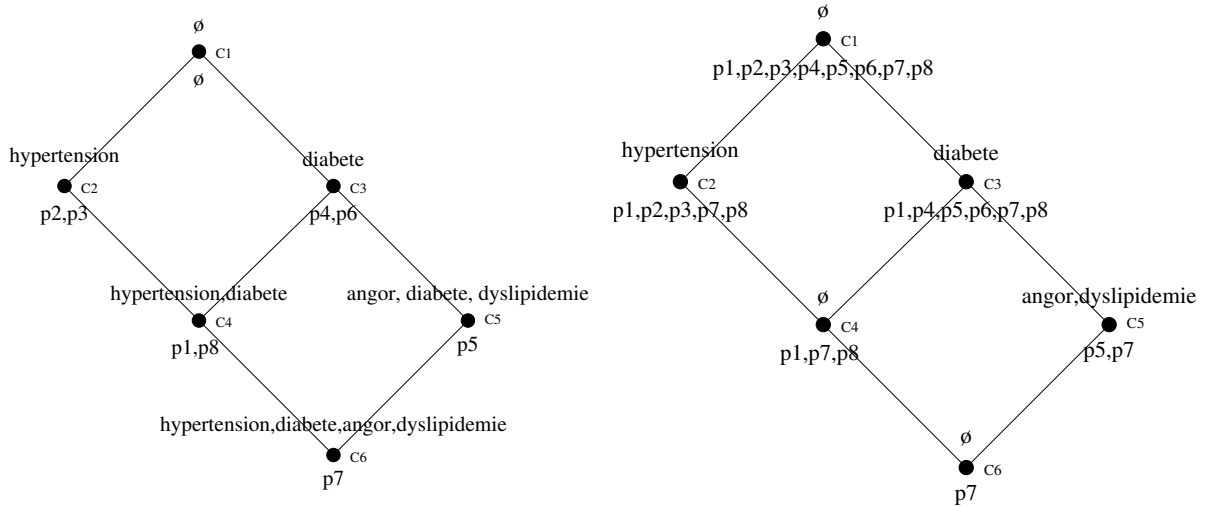 ø
C1
ø
hypertension
C2
p2,p3
diabete
C3
p4,p6
hypertension,diabete
C4
p1,p8
angor, diabete, dyslipidemie
C5
p5
hypertension,diabete,angor,dyslipidemie
C6
p7
ø
C1
p1,p2,p3,p4,p5,p6,p7,p8
hypertension
C2
p1,p2,p3,p7,p8
diabete
C3
p1,p4,p5,p6,p7,p8
ø
C4
p1,p7,p8
angor,dyslipidemie
C5
p5,p7
ø
C6
p7